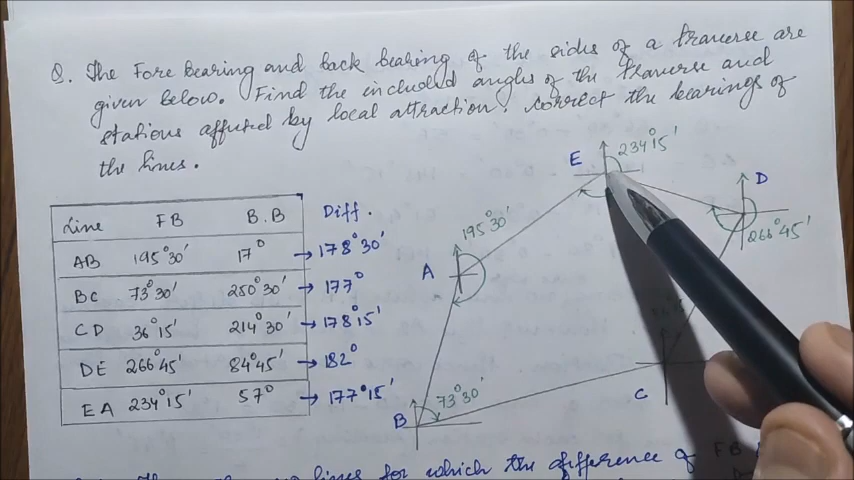 Q. The Fore bearing and back bearing of the sides of a traverse are
given below. Find the included angles of the traverse and
stations affected by local attraction. Correct the bearings of
the lines.
Line FB B.B Diff.
AB 195°30' 17° → 178°30'
BC 73°30' 250°30' → 177°
CD 36°15' 214°30' → 178°15'
DE 266°45' 84°45' → 182°
EA 234°15' 57° → 177°15'
E 234°15'
D
266°45'
195°30'
A
B 73°30'
C
lines for which the difference of FB